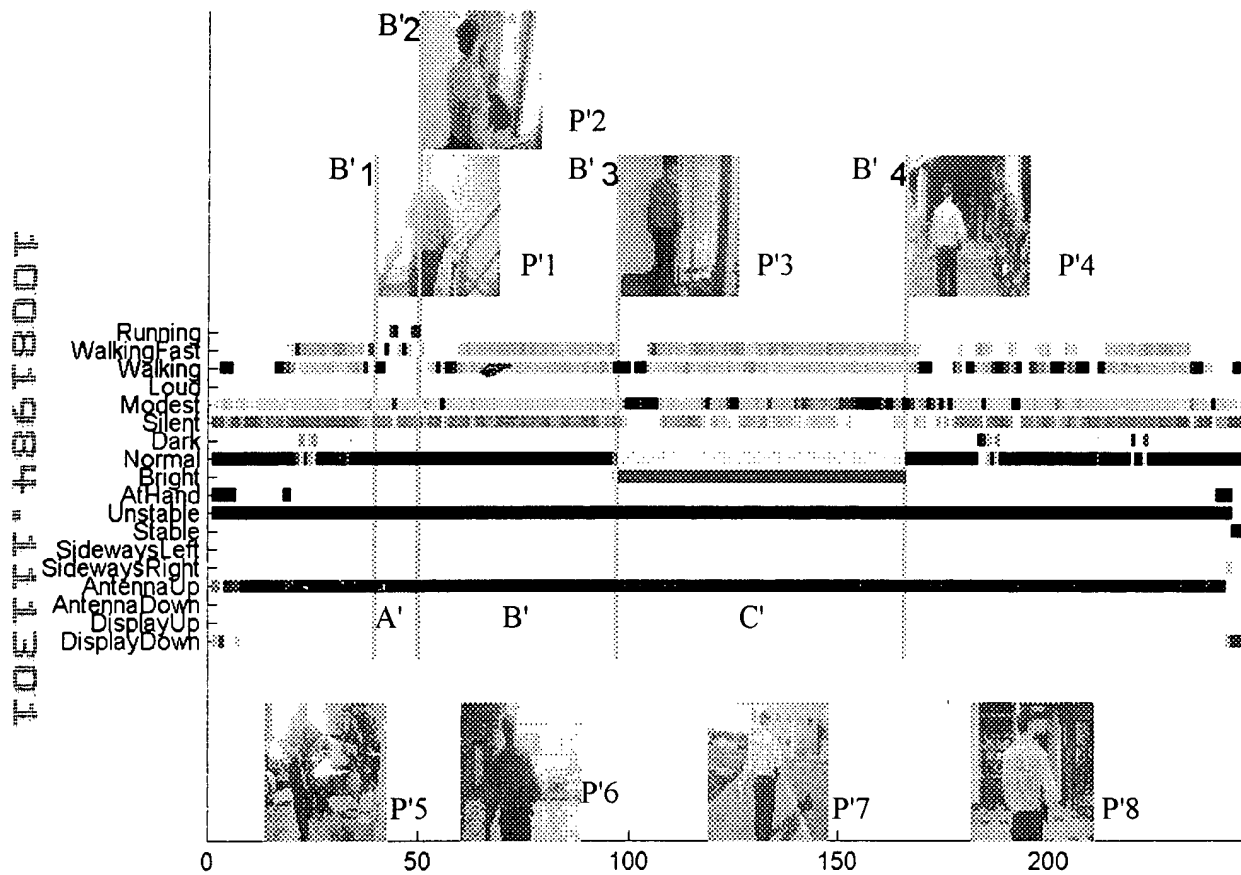 B'2
P'2
B'1
B'3
B'4
P'1
P'3
P'4
Running
WalkingFast
Walking
Loud
Modest
Silent
Dark
Normal
Bright
AtHand
Unstable
Stable
SidewaysLeft
SidewaysRight
AntennaUp
AntennaDown
DisplayUp
DisplayDown
A'
B'
C'
P'5
P'6
P'7
P'8
0
50
100
150
200